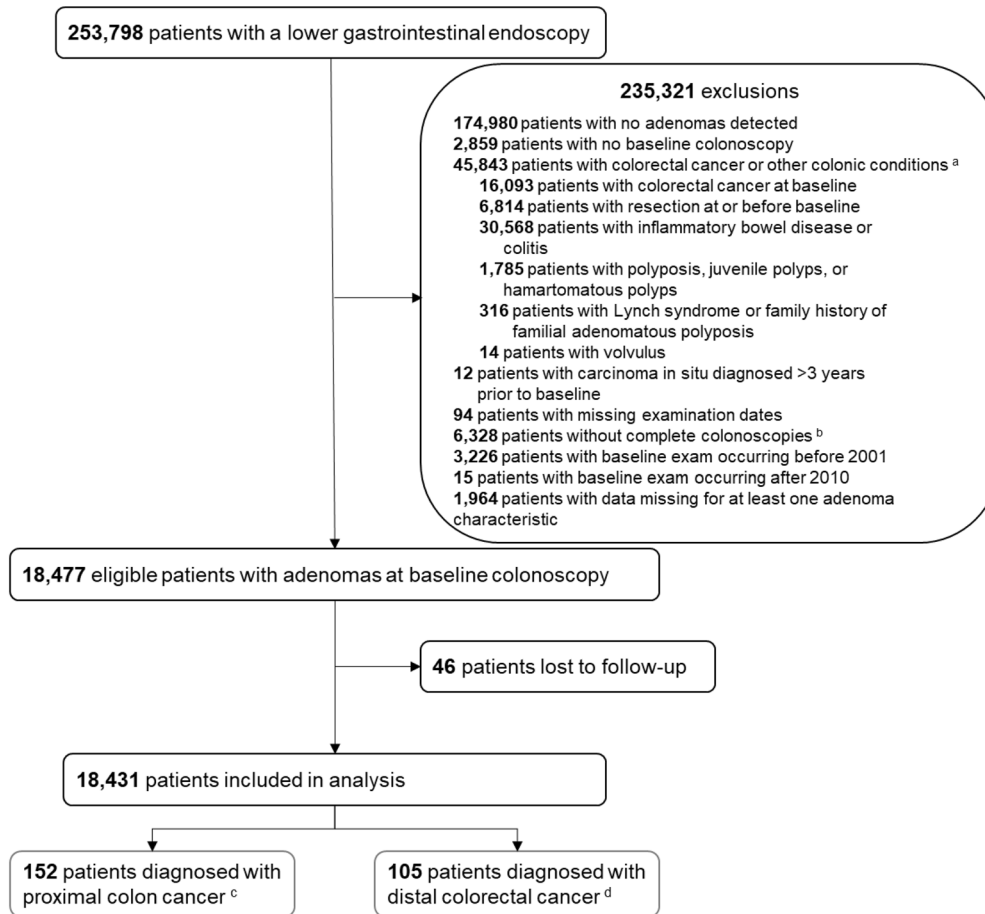 253,798 patients with a lower gastrointestinal endoscopy
235,321 exclusions
174,980 patients with no adenomas detected
2,859 patients with no baseline colonoscopy
45,843 patients with colorectal cancer or other colonic conditions a
16,093 patients with colorectal cancer at baseline
6,814 patients with resection at or before baseline
30,568 patients with inflammatory bowel disease or
colitis
1,785 patients with polyposis, juvenile polyps, or
hamartomatous polyps
316 patients with Lynch syndrome or family history of
familial adenomatous polyposis
14 patients with volvulus
12 patients with carcinoma in situ diagnosed >3 years
prior to baseline
94 patients with missing examination dates
6,328 patients without complete colonoscopies b
3,226 patients with baseline exam occurring before 2001
15 patients with baseline exam occurring after 2010
1,964 patients with data missing for at least one adenoma
characteristic
18,477 eligible patients with adenomas at baseline colonoscopy
46 patients lost to follow-up
18,431 patients included in analysis
152 patients diagnosed with
proximal colon cancer c
105 patients diagnosed with
distal colorectal cancer d